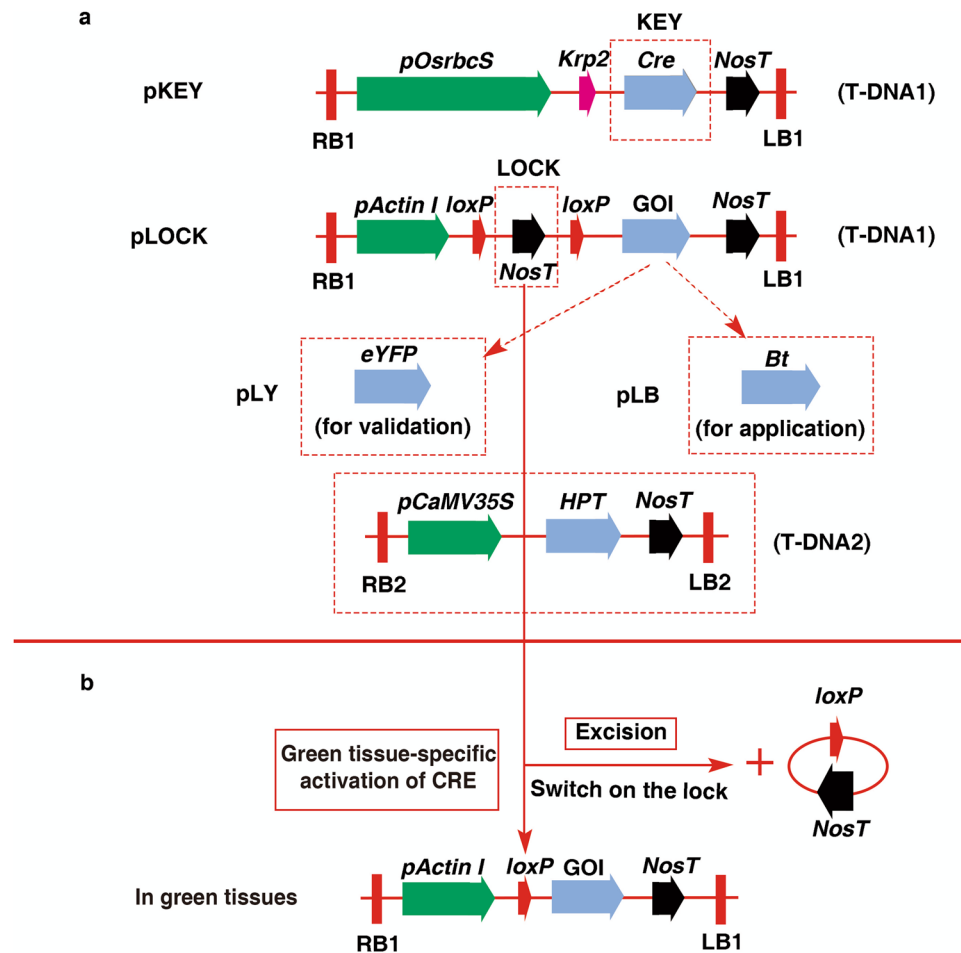 a
KEY
pOsrbcS Krp2 Cre NosT
pKEY (T-DNA1)
RB1 LB1
LOCK
pActin I loxP loxP GOI NosT
pLOCK (T-DNA1)
RB1 NosT LB1
eYFP Bt
pLY pLB
(for validation) (for application)
pCaMV35S HPT NosT
(T-DNA2)
RB2 LB2
b
loxP
Excision
Green tissue-specific
activation of CRE
+
Switch on the lock
NosT
pActin I loxP GOI NosT
In green tissues
RB1 LB1